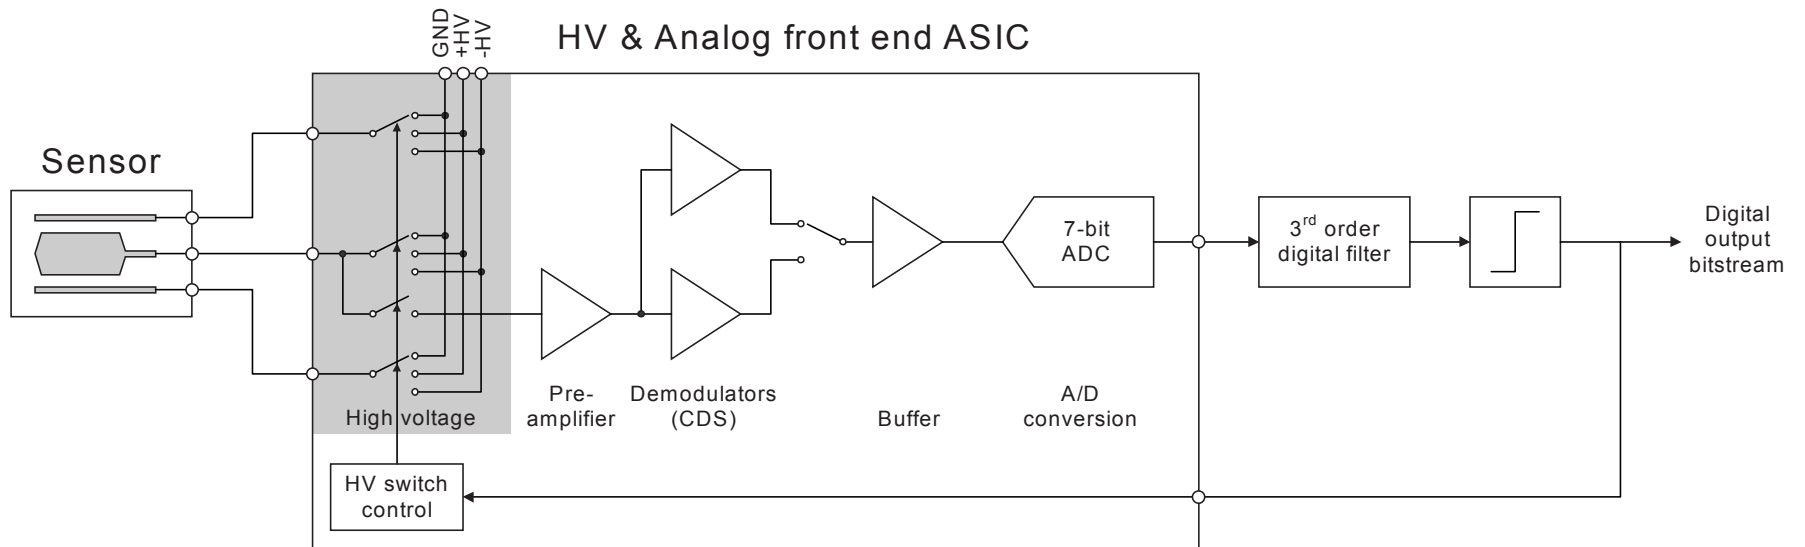 GND
+HV
-HV
HV & Analog front end ASIC
Sensor
7-bit
ADC
3rd order
digital filter
Digital
output
bitstream
High voltage
Pre-
amplifier
Demodulators
(CDS)
Buffer
A/D
conversion
HV switch
control